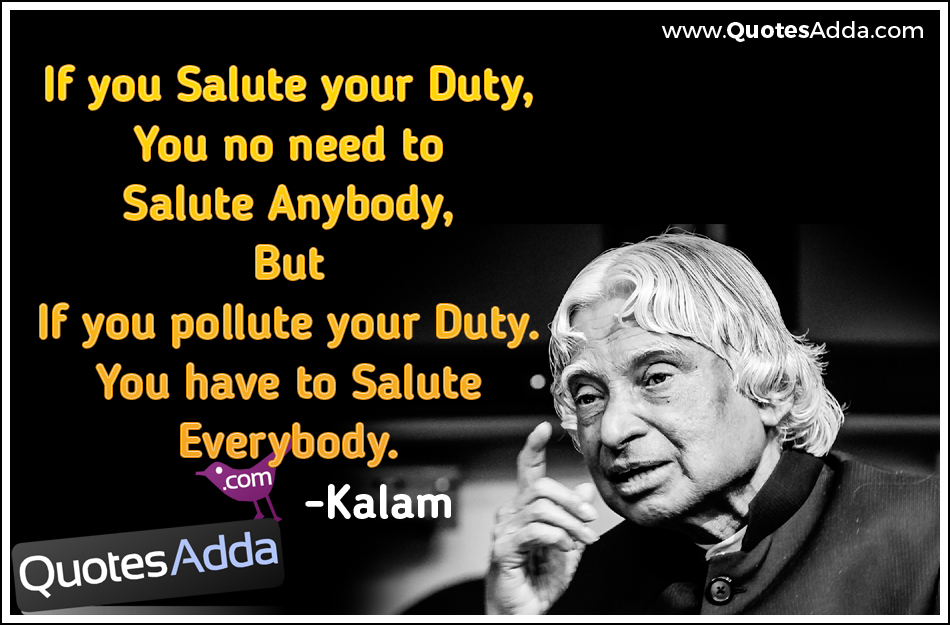 www.QuotesAdda.com
If you Salute your Duty,
You no need to
Salute Anybody,
But
If you pollute your Duty.
You have to Salute
Everybody.
.com
-Kalam
QuotesAdda